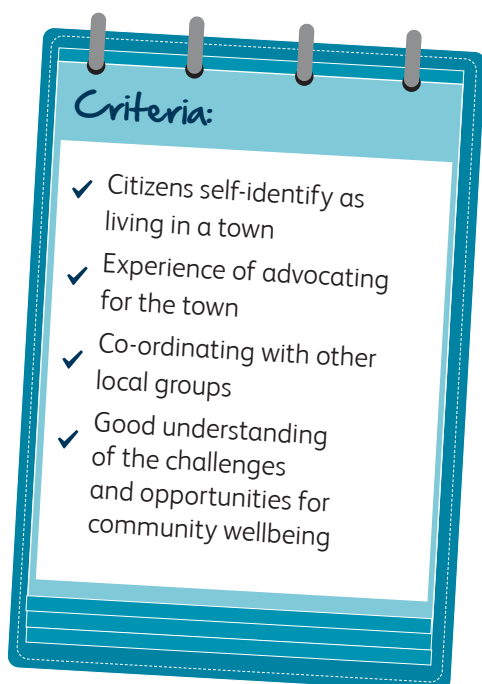 Criteria:
Citizens self-identify as
living in a town
Experience of advocating
for the town
Co-ordinating with other
local groups
Good understanding
of the challenges
and opportunities for
community wellbeing